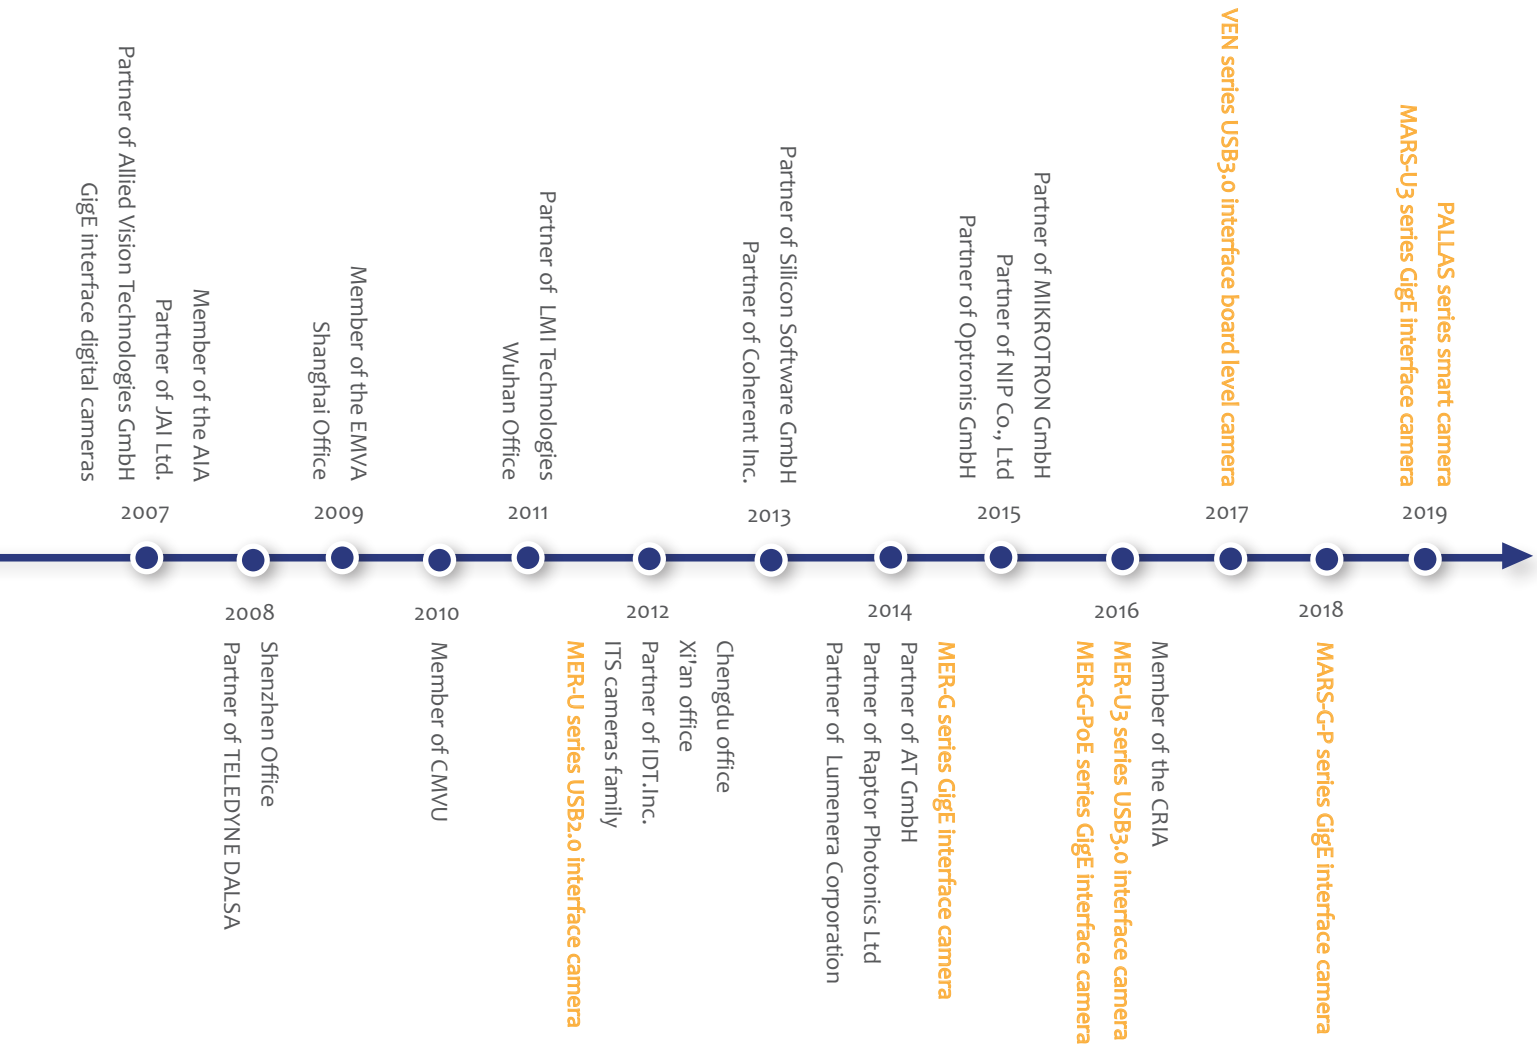 2007
Member of the AIA
Partner of JAI Ltd.
Partner of Allied Vision Technologies GmbH
GigE interface digital cameras
2008
Shenzhen Office
Partner of TELEDYNE DALSA
2009
Member of the EMVA
Shanghai Office
2010
Member of CMVU
2011
Partner of LMI Technologies
Wuhan Office
2012
Chengdu office
Xi'an office
Partner of IDT.Inc.
ITS cameras family
MER-U series USB2.0 interface camera
2013
Partner of Silicon Software GmbH
Partner of Coherent Inc.
2014
MER-G series GigE interface camera
Partner of AT GmbH
Partner of Raptor Photonics Ltd
Partner of Lumenera Corporation
2015
Partner of MIKROTRON GmbH
Partner of NIP Co., Ltd
Partner of Optronis GmbH
2016
Member of the CRIA
MER-U3 series USB3.0 interface camera
MER-G-PoE series GigE interface camera
2017
VEN series USB3.0 interface board level camera
2018
MARS-G-P series GigE interface camera
2019
PALLAS series smart camera
MARS-U3 series GigE interface camera